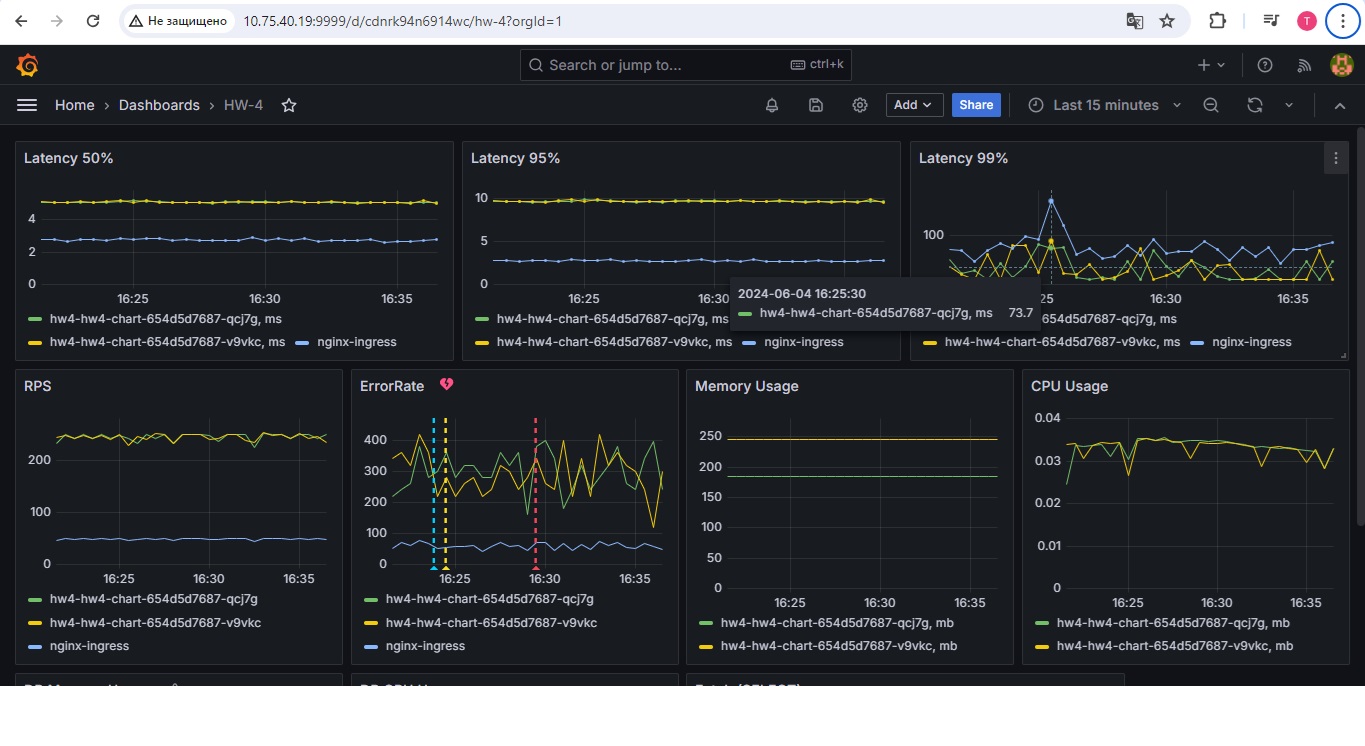 Не защищено
10.75.40.19:9999/d/cdnrk94n6914wc/hw-4?orgId=1
T
Search or jump to... ctrl+k
Home › Dashboards › HW-4
Add
Share
Last 15 minutes
Latency 50%
4
2
0
16:25 16:30 16:35
hw4-hw4-chart-654d5d7687-qcj7g, ms
hw4-hw4-chart-654d5d7687-v9vkc, ms nginx-ingress
Latency 95%
10
5
0
16:25 16:30
hw4-hw4-chart-654d5d7687-qcj7g, ms
hw4-hw4-chart-654d5d7687-v9vkc, ms nginx-ingress
Latency 99%
100
25 16:30 16:35
hw4-chart-654d5d7687-qcj7g, ms
hw4-hw4-chart-654d5d7687-v9vkc, ms nginx-ingress
2024-06-04 16:25:30
hw4-hw4-chart-654d5d7687-qcj7g, ms 73.7
RPS
200
100
0
16:25 16:30 16:35
hw4-hw4-chart-654d5d7687-qcj7g
hw4-hw4-chart-654d5d7687-v9vkc
nginx-ingress
ErrorRate
400
300
200
100
0
16:25 16:30 16:35
hw4-hw4-chart-654d5d7687-qcj7g
hw4-hw4-chart-654d5d7687-v9vkc
nginx-ingress
Memory Usage
250
200
150
100
50
0
16:25 16:30 16:35
hw4-hw4-chart-654d5d7687-qcj7g, mb
hw4-hw4-chart-654d5d7687-v9vkc, mb
CPU Usage
0.04
0.03
0.02
0.01
0
16:25 16:30 16:35
hw4-hw4-chart-654d5d7687-qcj7g, mb
hw4-hw4-chart-654d5d7687-v9vkc, mb